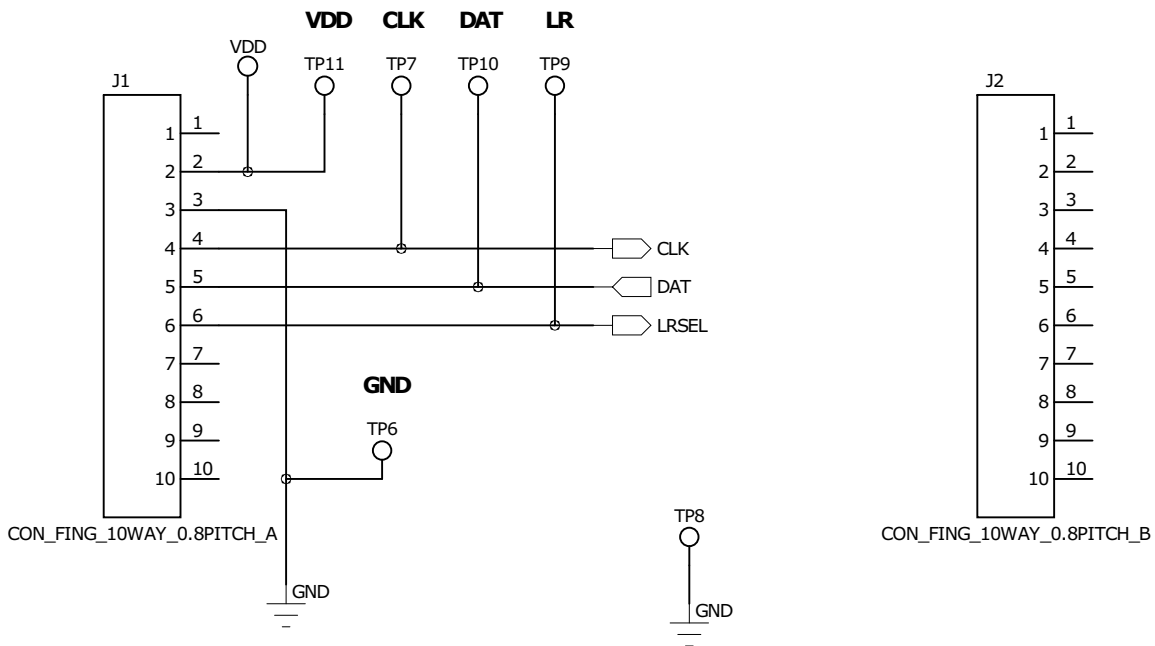 VDD CLK DAT LR
VDD
TP11 TP7 TP10 TP9
J1
1 1
2 2
3 3
4 4
5 5
6 6
7 7
8 8
9 9
10 10
CON_FING_10WAY_0.8PITCH_A
CLK
DAT
LRSEL
GND
TP6
GND
TP8
GND
J2
1 1
2 2
3 3
4 4
5 5
6 6
7 7
8 8
9 9
10 10
CON_FING_10WAY_0.8PITCH_B